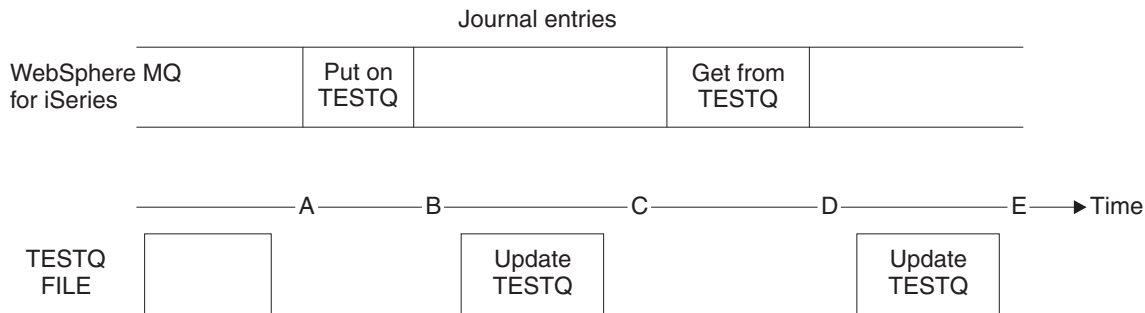 Journal entries
WebSphere MQ
for iSeries
Put on
TESTQ
Get from
TESTQ
A B C D E Time
TESTQ
FILE
Update
TESTQ
Update
TESTQ